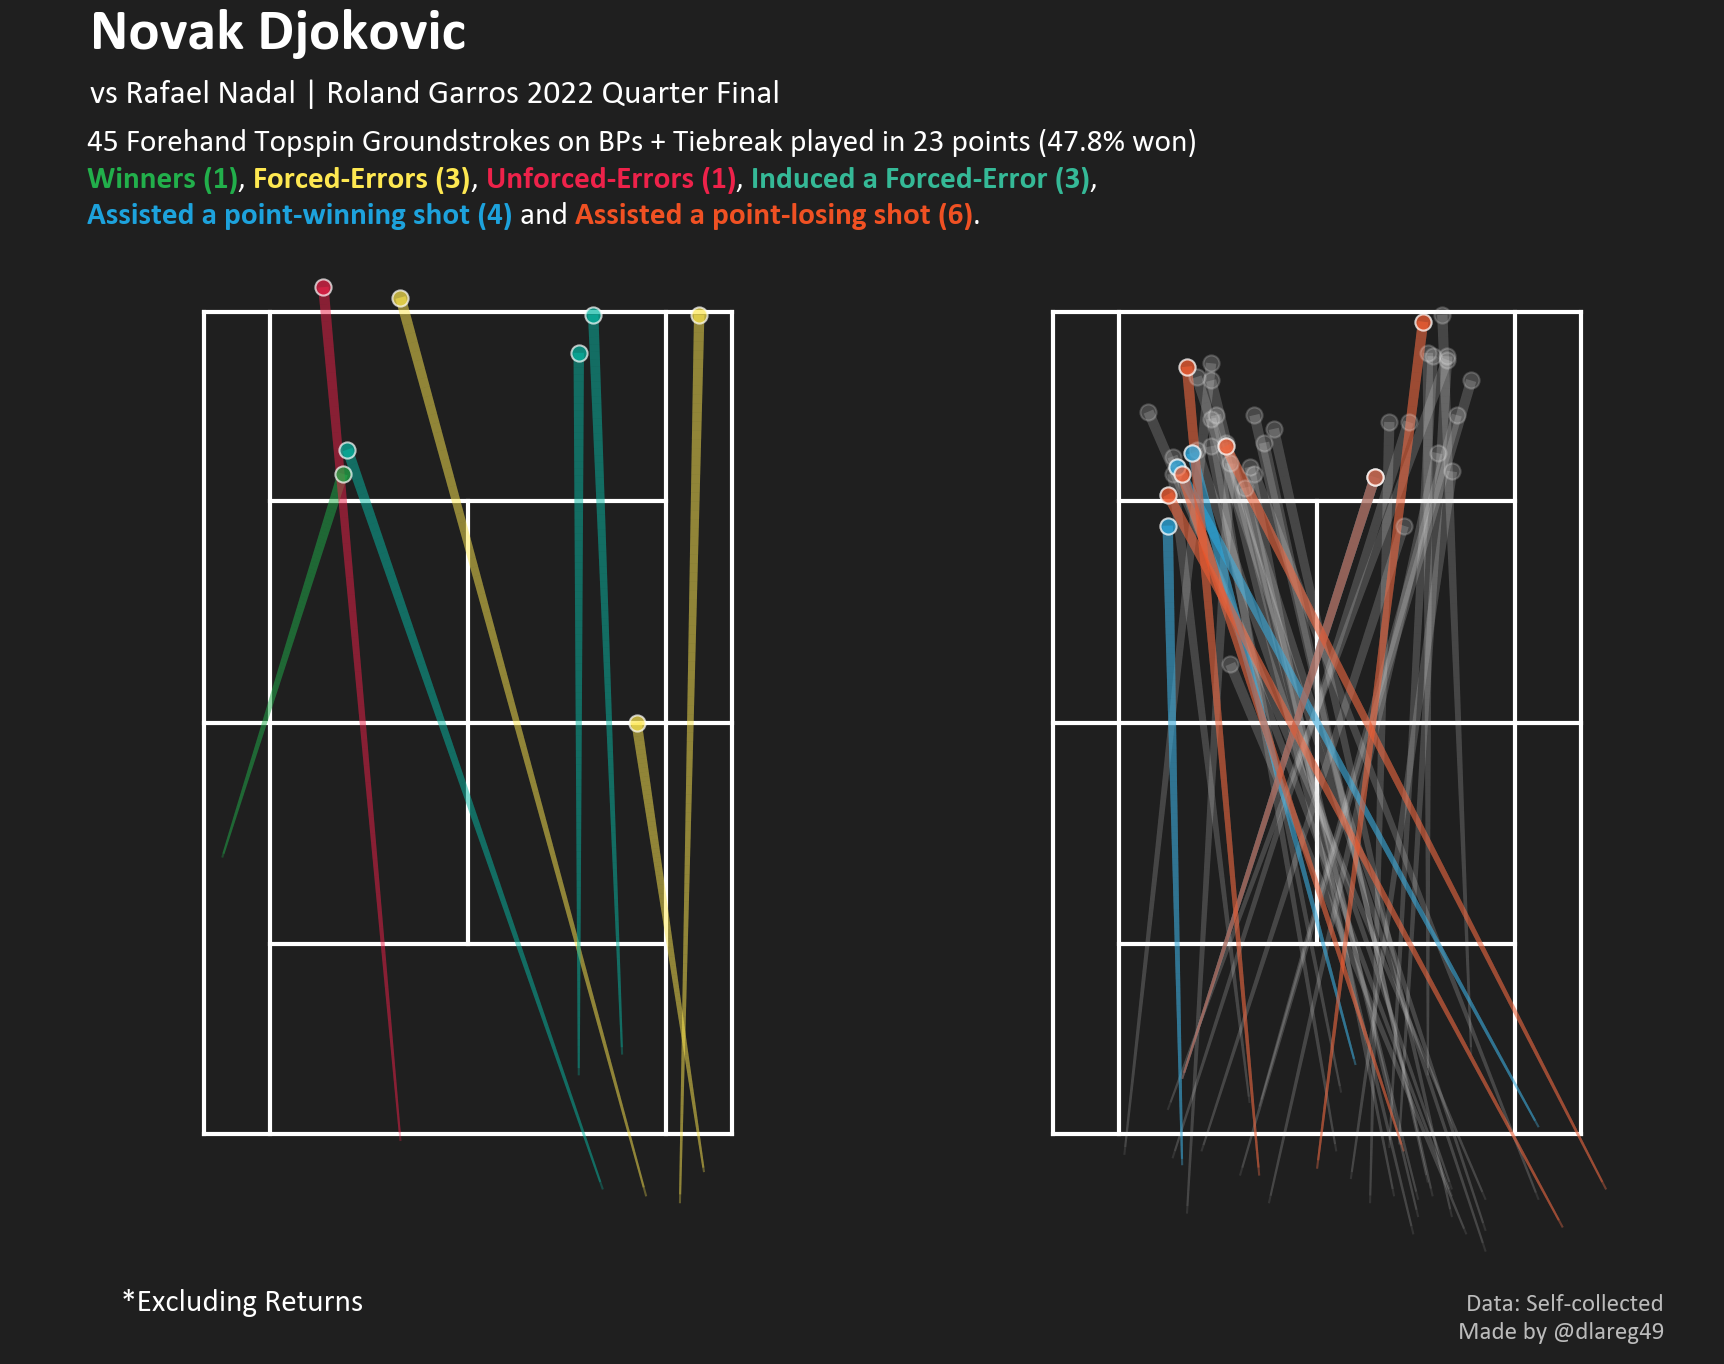 Novak Djokovic
vs Rafael Nadal | Roland Garros 2022 Quarter Final
45 Forehand Topspin Groundstrokes on BPs + Tiebreak played in 23 points (47.8% won)
Winners (1), Forced-Errors (3), Unforced-Errors (1), Induced a Forced-Error (3),
Assisted a point-winning shot (4) and Assisted a point-losing shot (6).
*Excluding Returns
Data: Self-collected
Made by @dlareg49